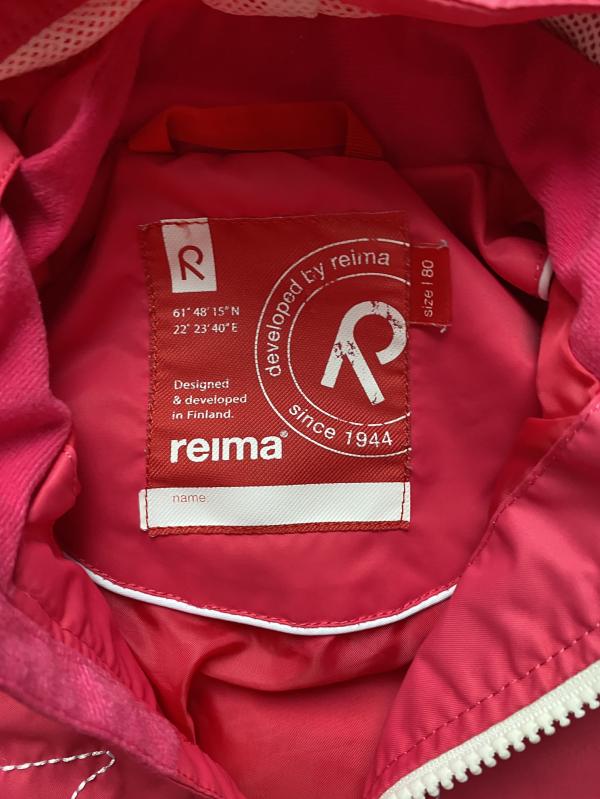 61° 48' 15" N
22° 23' 40" E
developed by reima
since 1944
size | 80
Designed
& developed
in Finland.
reima®
name